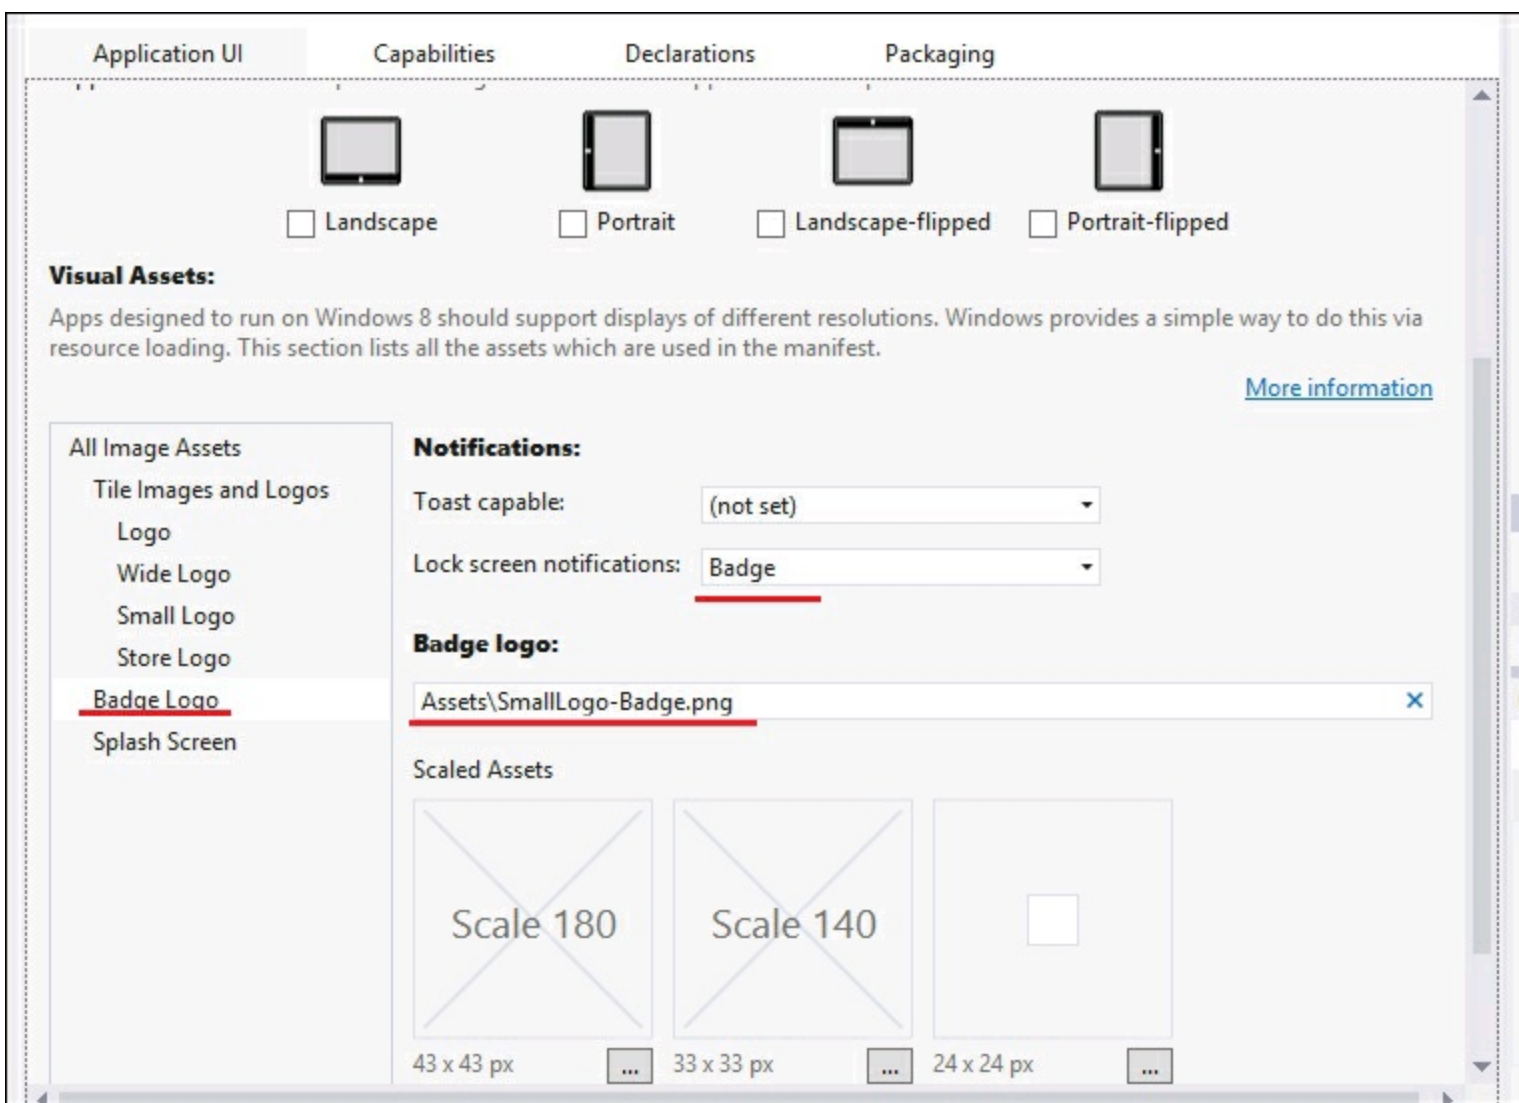 Application UI Capabilities Declarations Packaging
Landscape Portrait Landscape-flipped Portrait-flipped
Visual Assets:
Apps designed to run on Windows 8 should support displays of different resolutions. Windows provides a simple way to do this via
resource loading. This section lists all the assets which are used in the manifest.
More information
All Image Assets
Tile Images and Logos
Logo
Wide Logo
Small Logo
Store Logo
Badge Logo
Splash Screen
Notifications:
Toast capable: (not set)
Lock screen notifications: Badge
Badge logo:
Assets\SmallLogo-Badge.png
Scaled Assets
Scale 180 Scale 140
43 x 43 px ... 33 x 33 px ... 24 x 24 px ...